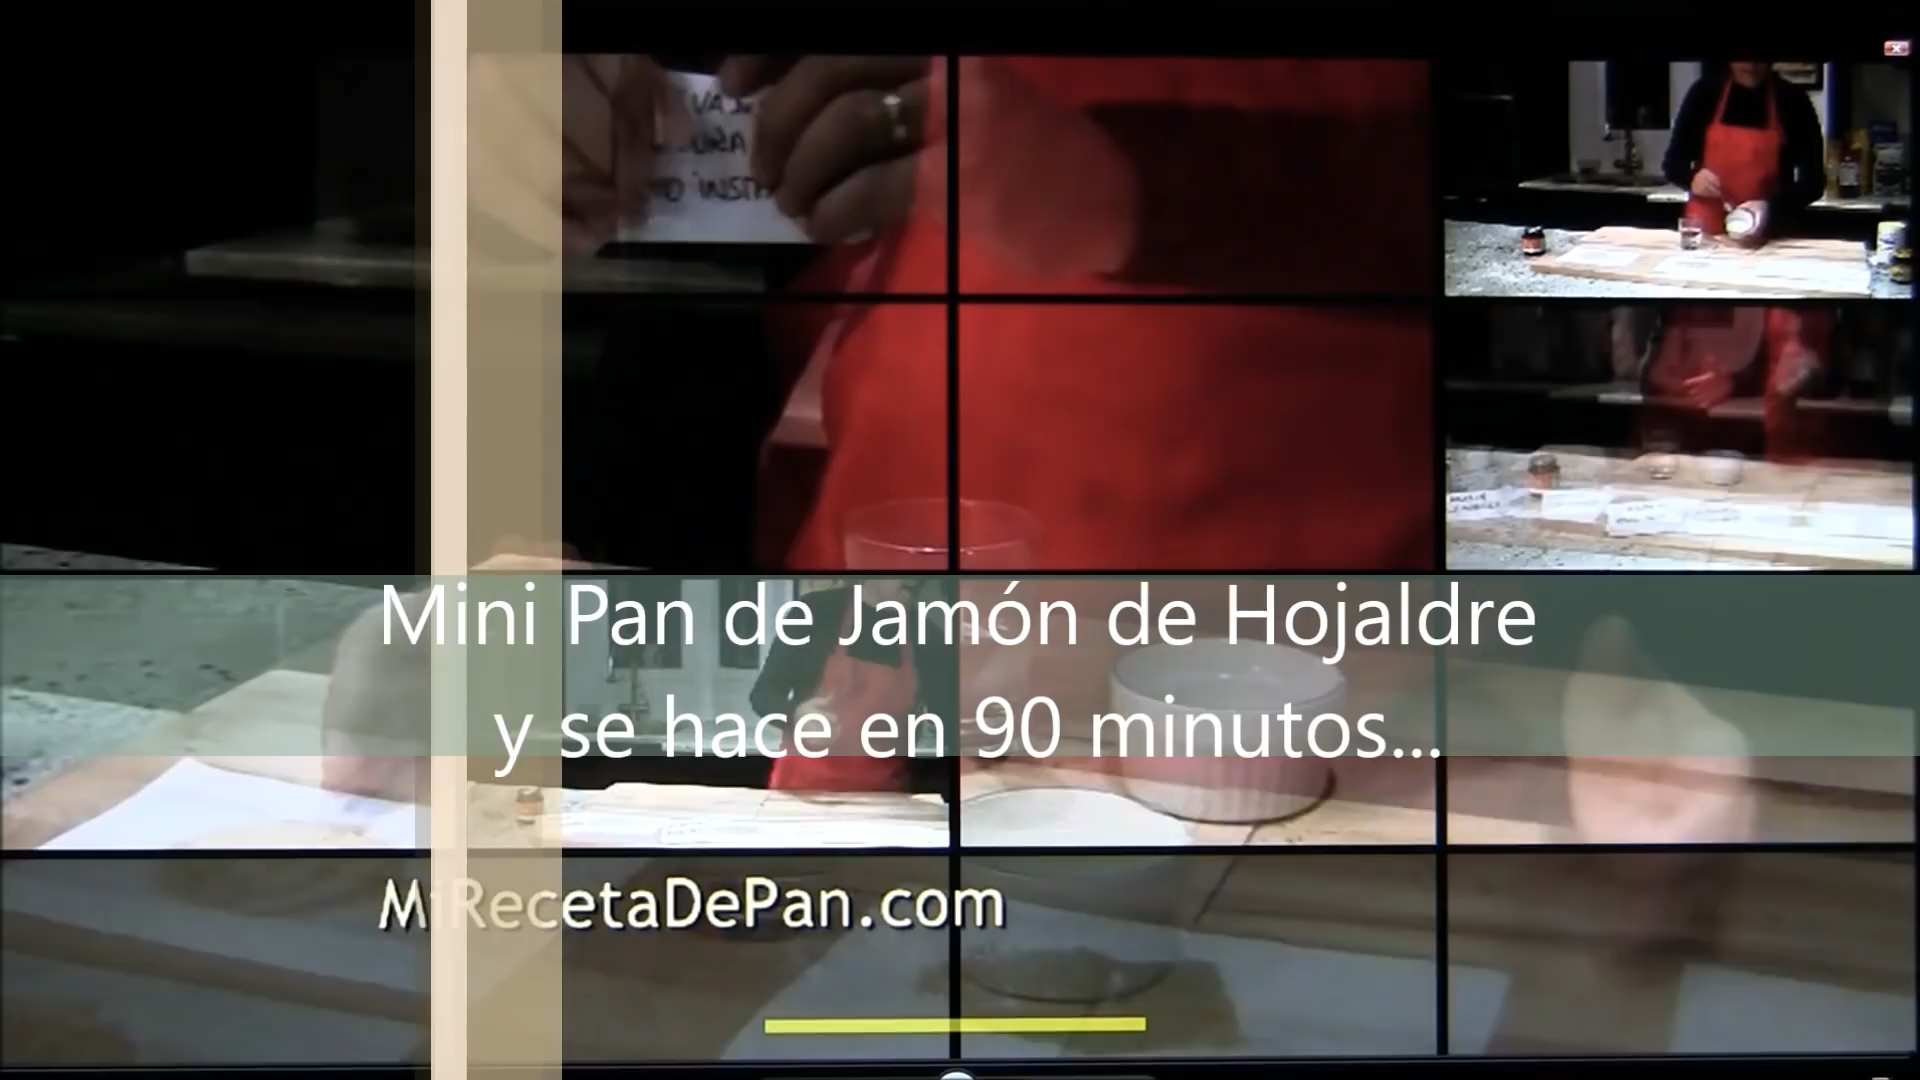 Mini Pan de Jamón de Hojaldre
y se hace en 90 minutos...
MiRecetaDePan.com